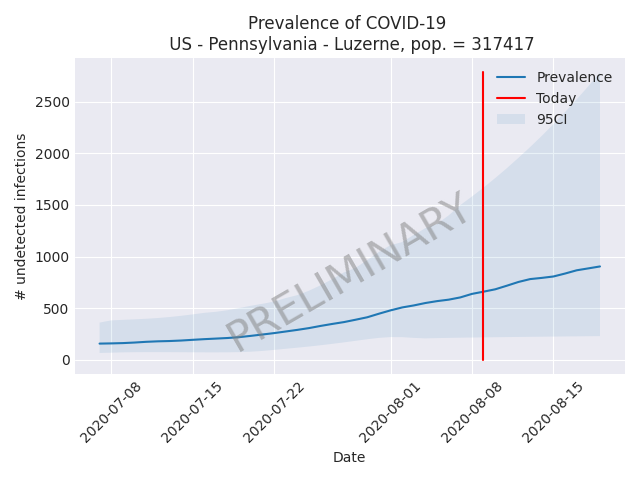 Prevalence of COVID-19
US - Pennsylvania - Luzerne, pop. = 317417
Prevalence
Today
95CI
2500
2000
1500
1000
500
0
# undetected infections
PRELIMINARY
2020-07-08
2020-07-15
2020-07-22
2020-08-01
2020-08-08
2020-08-15
Date